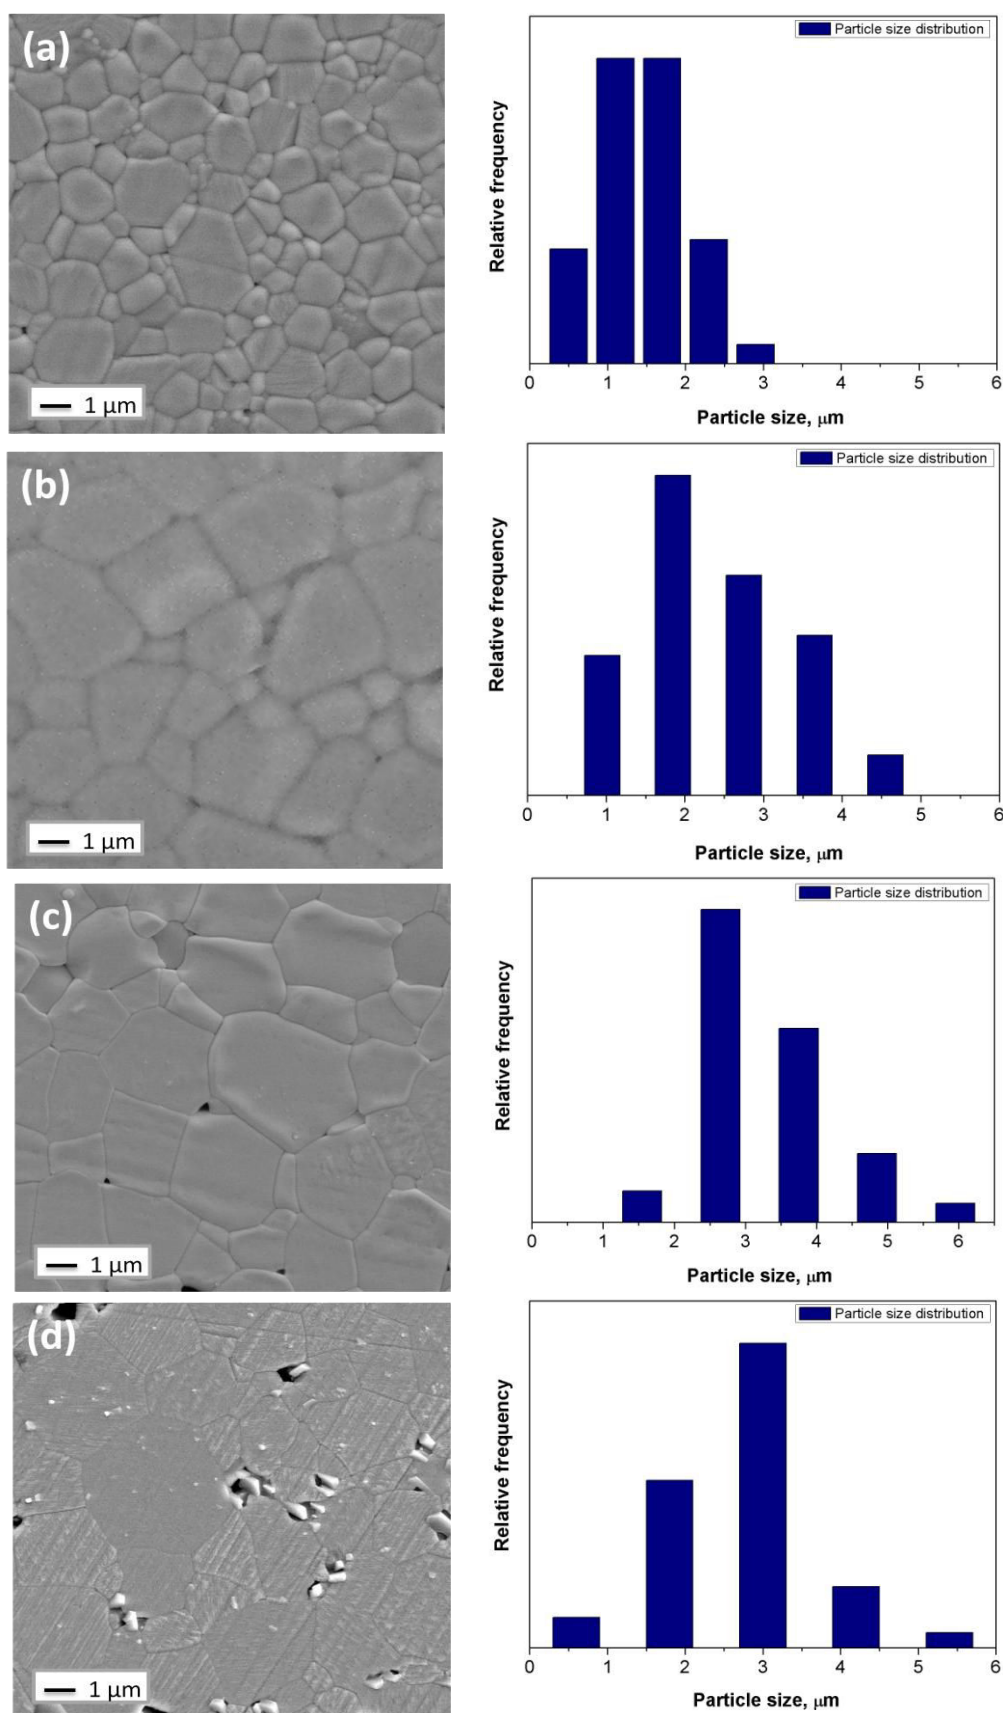 (a)
1 μm
Particle size distribution
Relative frequency
0 1 2 3 4 5 6
Particle size, μm
(b)
1 μm
Particle size distribution
Relative frequency
0 1 2 3 4 5 6
Particle size, μm
(c)
1 μm
Particle size distribution
Relative frequency
0 1 2 3 4 5 6
Particle size, μm
(d)
1 μm
Particle size distribution
Relative frequency
0 1 2 3 4 5 6
Particle size, μm